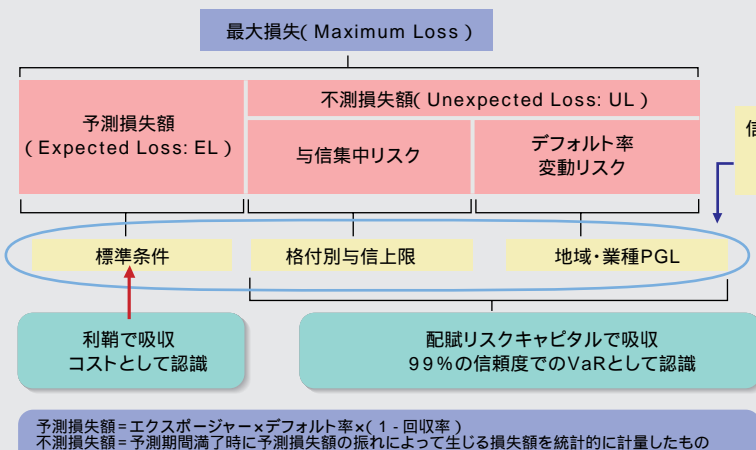 最大損失(Maximum Loss)
予測損失額
(Expected Loss: EL)
不測損失額(Unexpected Loss: UL)
与信集中リスク
デフォルト率
変動リスク
標準条件
格付別与信上限
地域・業種PGL
利鞘で吸収
コストとして認識
配賦リスクキャピタルで吸収
99%の信頼度でのVaRとして認識
予測損失額=エクスポージャー×デフォルト率×(1-回収率)
不測損失額=予測期間満了時に予測損失額の振れによって生じる損失額を統計的に計量したもの